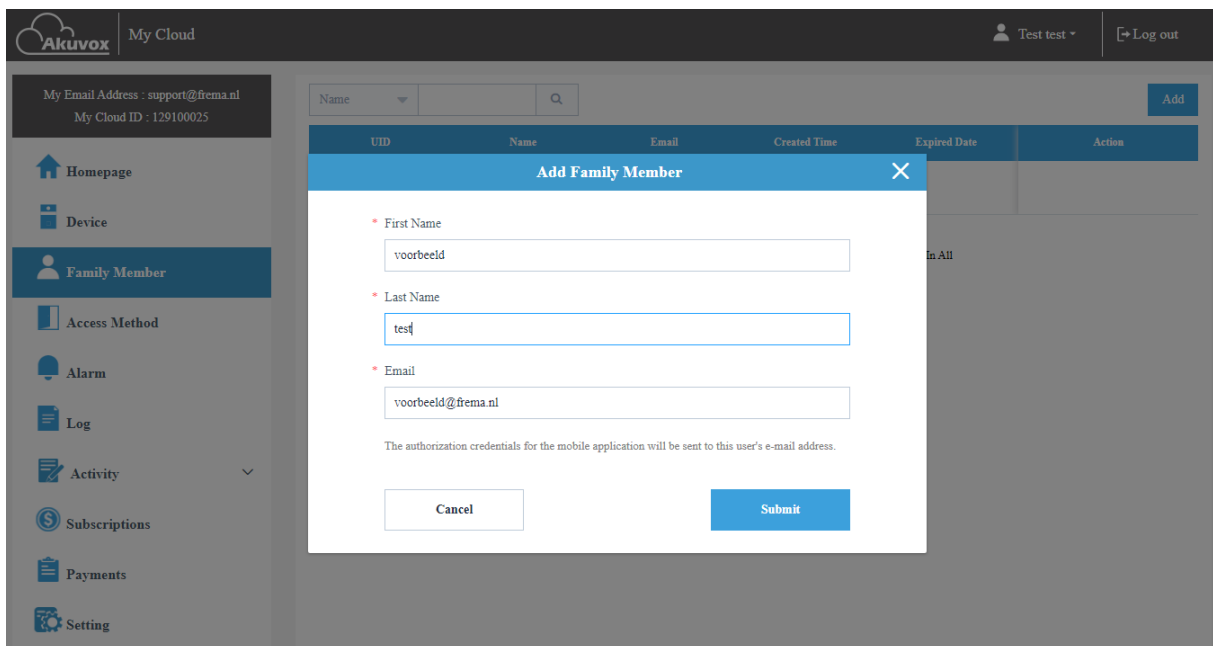 Akuvox My Cloud Test test Log out
My Email Address : support@frema.nl
My Cloud ID : 129100025
Homepage
Device
Family Member
Access Method
Alarm
Log
Activity
Subscriptions
Payments
Setting
Name Add
UID Name Email Created Time Expired Date Action
In All
Add Family Member
* First Name
voorbeeld
* Last Name
test
* Email
voorbeeld@frema.nl
The authorization credentials for the mobile application will be sent to this user's e-mail address.
Cancel Submit